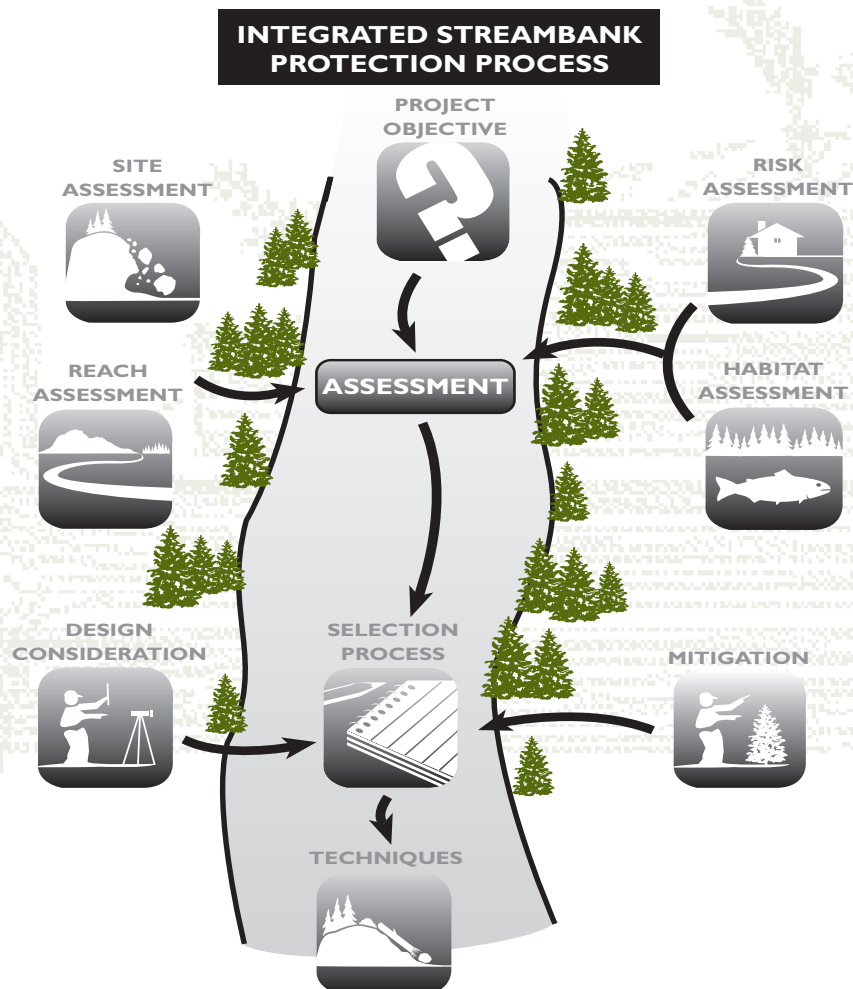 INTEGRATED STREAMBANK
PROTECTION PROCESS
PROJECT
OBJECTIVE
SITE
ASSESSMENT
RISK
ASSESSMENT
REACH
ASSESSMENT
ASSESSMENT
HABITAT
ASSESSMENT
DESIGN
CONSIDERATION
SELECTION
PROCESS
MITIGATION
TECHNIQUES